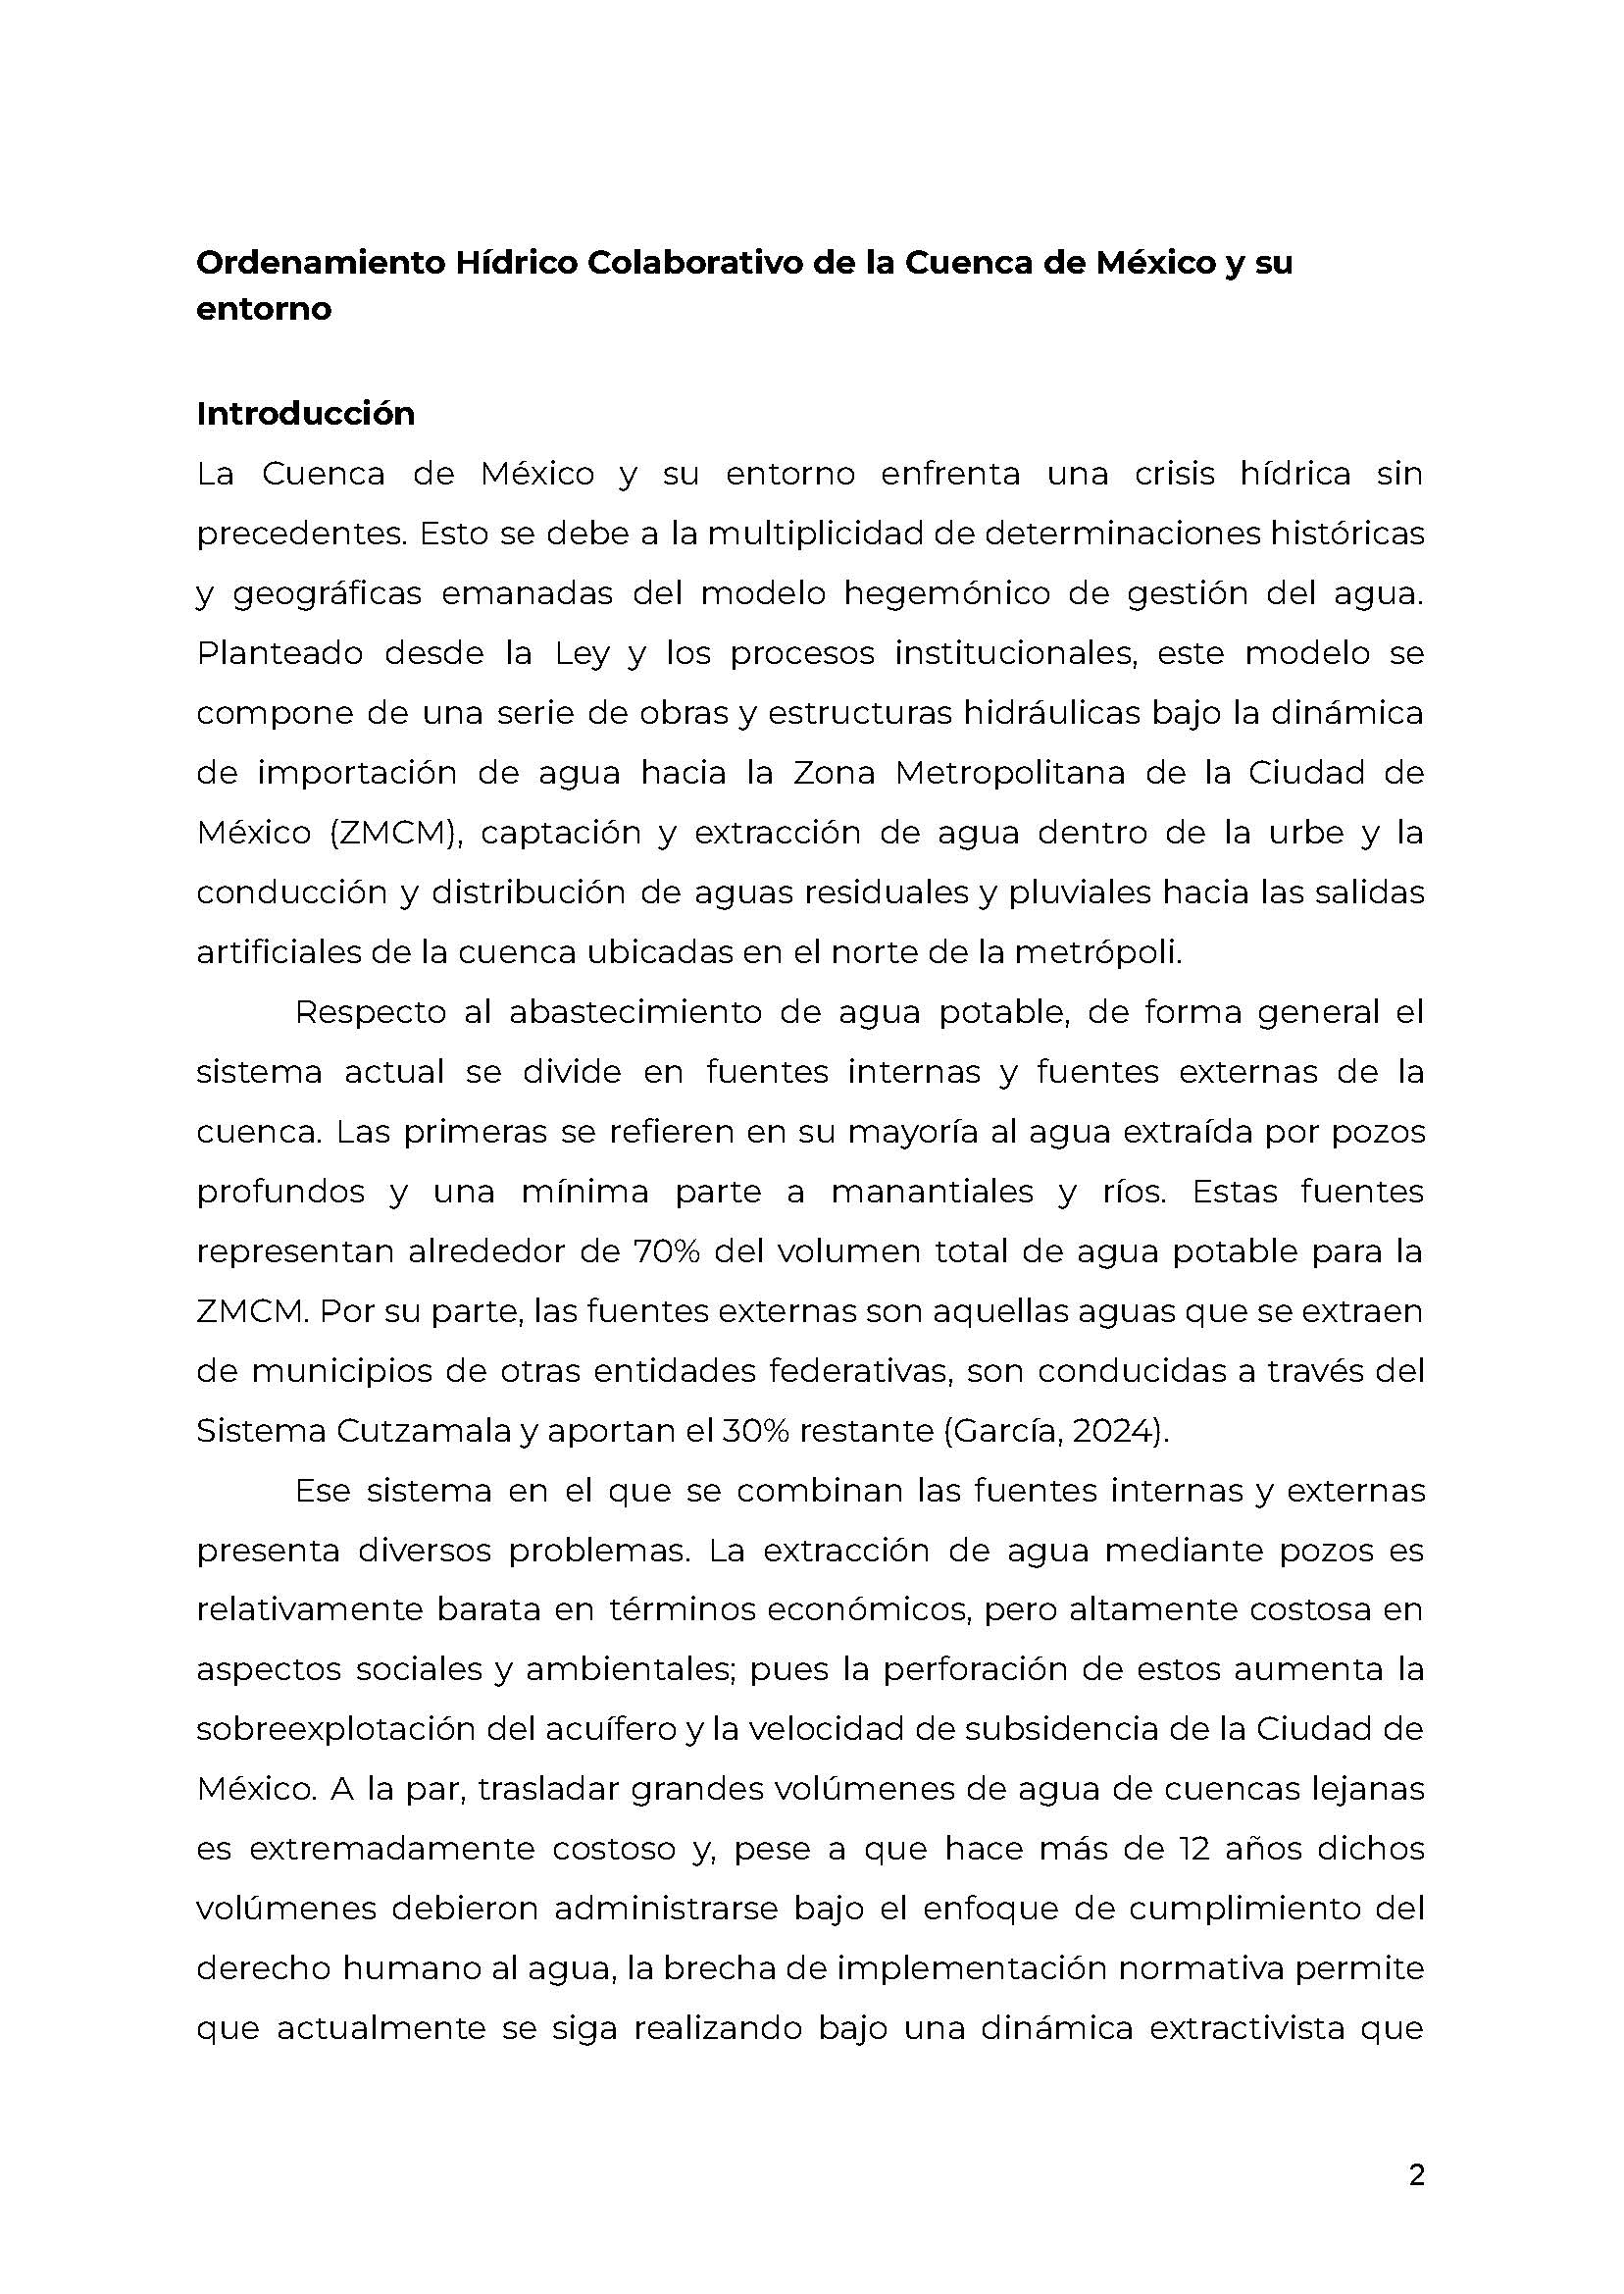 Ordenamiento Hídrico Colaborativo de la Cuenca de México y su
entorno
Introducción
La Cuenca de México y su entorno enfrenta una crisis hídrica sin
precedentes. Esto se debe a la multiplicidad de determinaciones históricas
y geográficas emanadas del modelo hegemónico de gestión del agua.
Planteado desde la Ley y los procesos institucionales, este modelo se
compone de una serie de obras y estructuras hidráulicas bajo la dinámica
de importación de agua hacia la Zona Metropolitana de la Ciudad de
México (ZMCM), captación y extracción de agua dentro de la urbe y la
conducción y distribución de aguas residuales y pluviales hacia las salidas
artificiales de la cuenca ubicadas en el norte de la metrópoli.
Respecto al abastecimiento de agua potable, de forma general el
sistema actual se divide en fuentes internas y fuentes externas de la
cuenca. Las primeras se refieren en su mayoría al agua extraída por pozos
profundos y una mínima parte a manantiales y ríos. Estas fuentes
representan alrededor de 70% del volumen total de agua potable para la
ZMCM. Por su parte, las fuentes externas son aquellas aguas que se extraen
de municipios de otras entidades federativas, son conducidas a través del
Sistema Cutzamala y aportan el 30% restante (García, 2024).
Ese sistema en el que se combinan las fuentes internas y externas
presenta diversos problemas. La extracción de agua mediante pozos es
relativamente barata en términos económicos, pero altamente costosa en
aspectos sociales y ambientales; pues la perforación de estos aumenta la
sobreexplotación del acuífero y la velocidad de subsidencia de la Ciudad de
México. A la par, trasladar grandes volúmenes de agua de cuencas lejanas
es extremadamente costoso y, pese a que hace más de 12 años dichos
volúmenes debieron administrarse bajo el enfoque de cumplimiento del
derecho humano al agua, la brecha de implementación normativa permite
que actualmente se siga realizando bajo una dinámica extractivista que
2